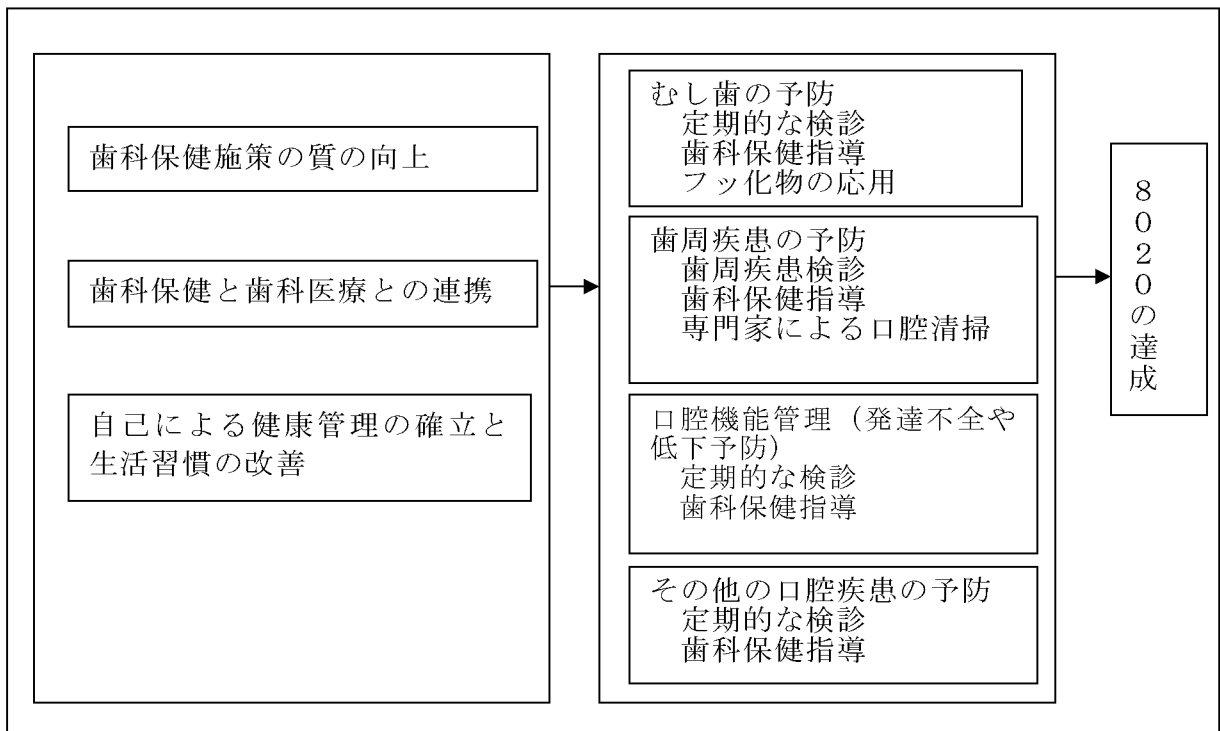 歯科保健施策の質の向上
歯科保健と歯科医療との連携
自己による健康管理の確立と
生活習慣の改善
むし歯の予防
定期的な検診
歯科保健指導
フッ化物の応用
歯周疾患の予防
歯周疾患検診
歯科保健指導
専門家による口腔清掃
口腔機能管理（発達不全や
低下予防）
定期的な検診
歯科保健指導
その他の口腔疾患の予防
定期的な検診
歯科保健指導
８０２０の達成